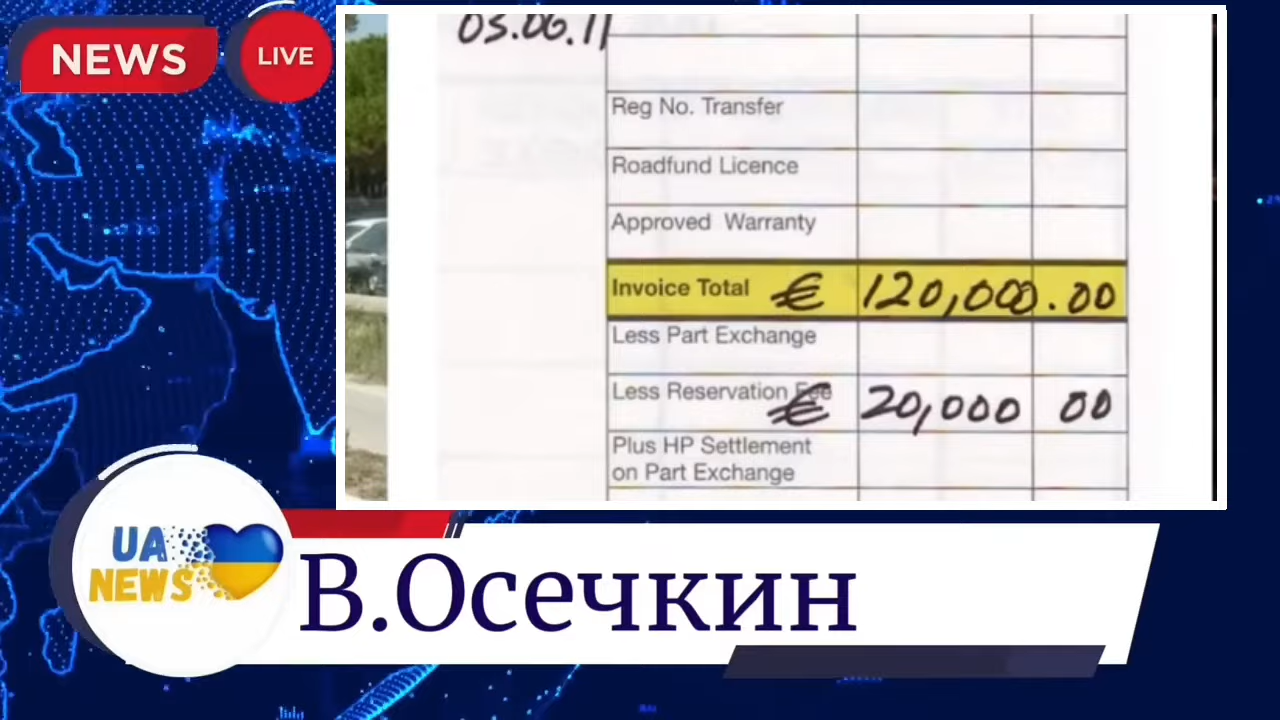 NEWS
LIVE
03.06.11
Reg No. Transfer
Roadfund Licence
Approved Warranty
Invoice Total € 120,000.00
Less Part Exchange
Less Reservation Fee € 20,000 00
Plus HP Settlement
on Part Exchange
UA
NEWS
В.Осечкин